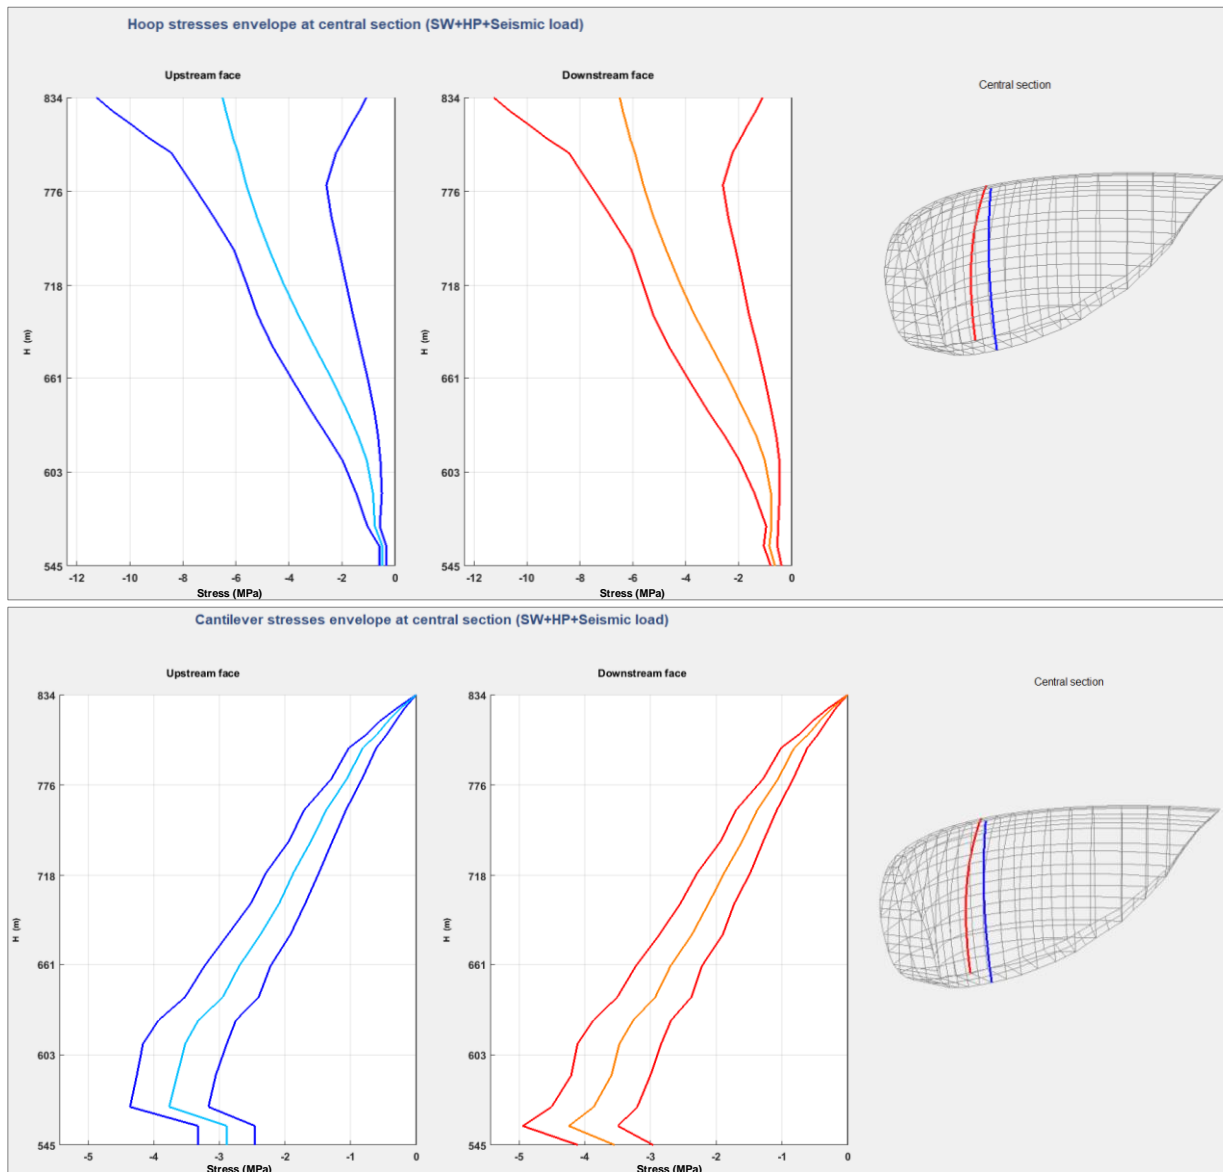 Hoop stresses envelope at central section (SW+HP+Seismic load)
Upstream face
Downstream face
Central section
834
776
718
661
603
545
H (m)
-12 -10 -8 -6 -4 -2 0
Stress (MPa)
834
776
718
661
603
545
H (m)
-12 -10 -8 -6 -4 -2 0
Stress (MPa)
Cantilever stresses envelope at central section (SW+HP+Seismic load)
Upstream face
Downstream face
Central section
834
776
718
661
603
545
H (m)
-5 -4 -3 -2 -1 0
Stress (MPa)
834
776
718
661
603
545
H (m)
-5 -4 -3 -2 -1 0
Stress (MPa)